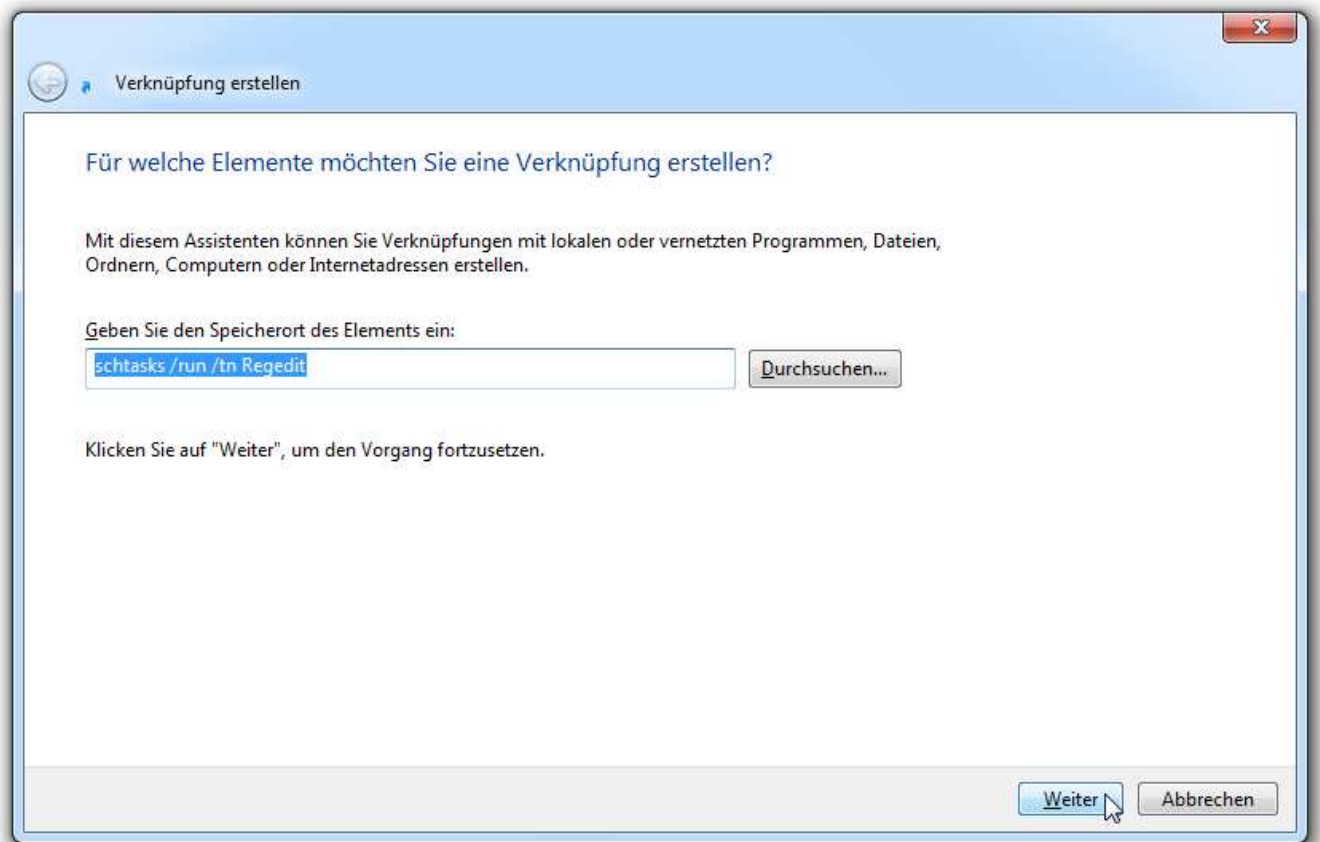 Verknüpfung erstellen
Für welche Elemente möchten Sie eine Verknüpfung erstellen?
Mit diesem Assistenten können Sie Verknüpfungen mit lokalen oder vernetzten Programmen, Dateien,
Ordnern, Computern oder Internetadressen erstellen.
Geben Sie den Speicherort des Elements ein:
schtasks /run /tn Regedit
Durchsuchen...
Klicken Sie auf "Weiter", um den Vorgang fortzusetzen.
Weiter
Abbrechen